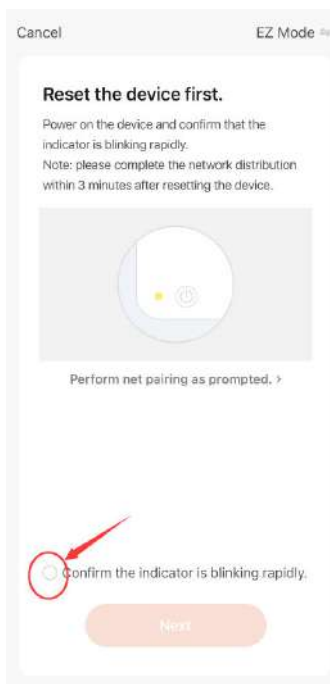 Cancel
EZ Mode
Reset the device first.
Power on the device and confirm that the
indicator is blinking rapidly.
Note: please complete the network distribution
within 3 minutes after resetting the device.
Perform net pairing as prompted. >
Confirm the indicator is blinking rapidly.
Next